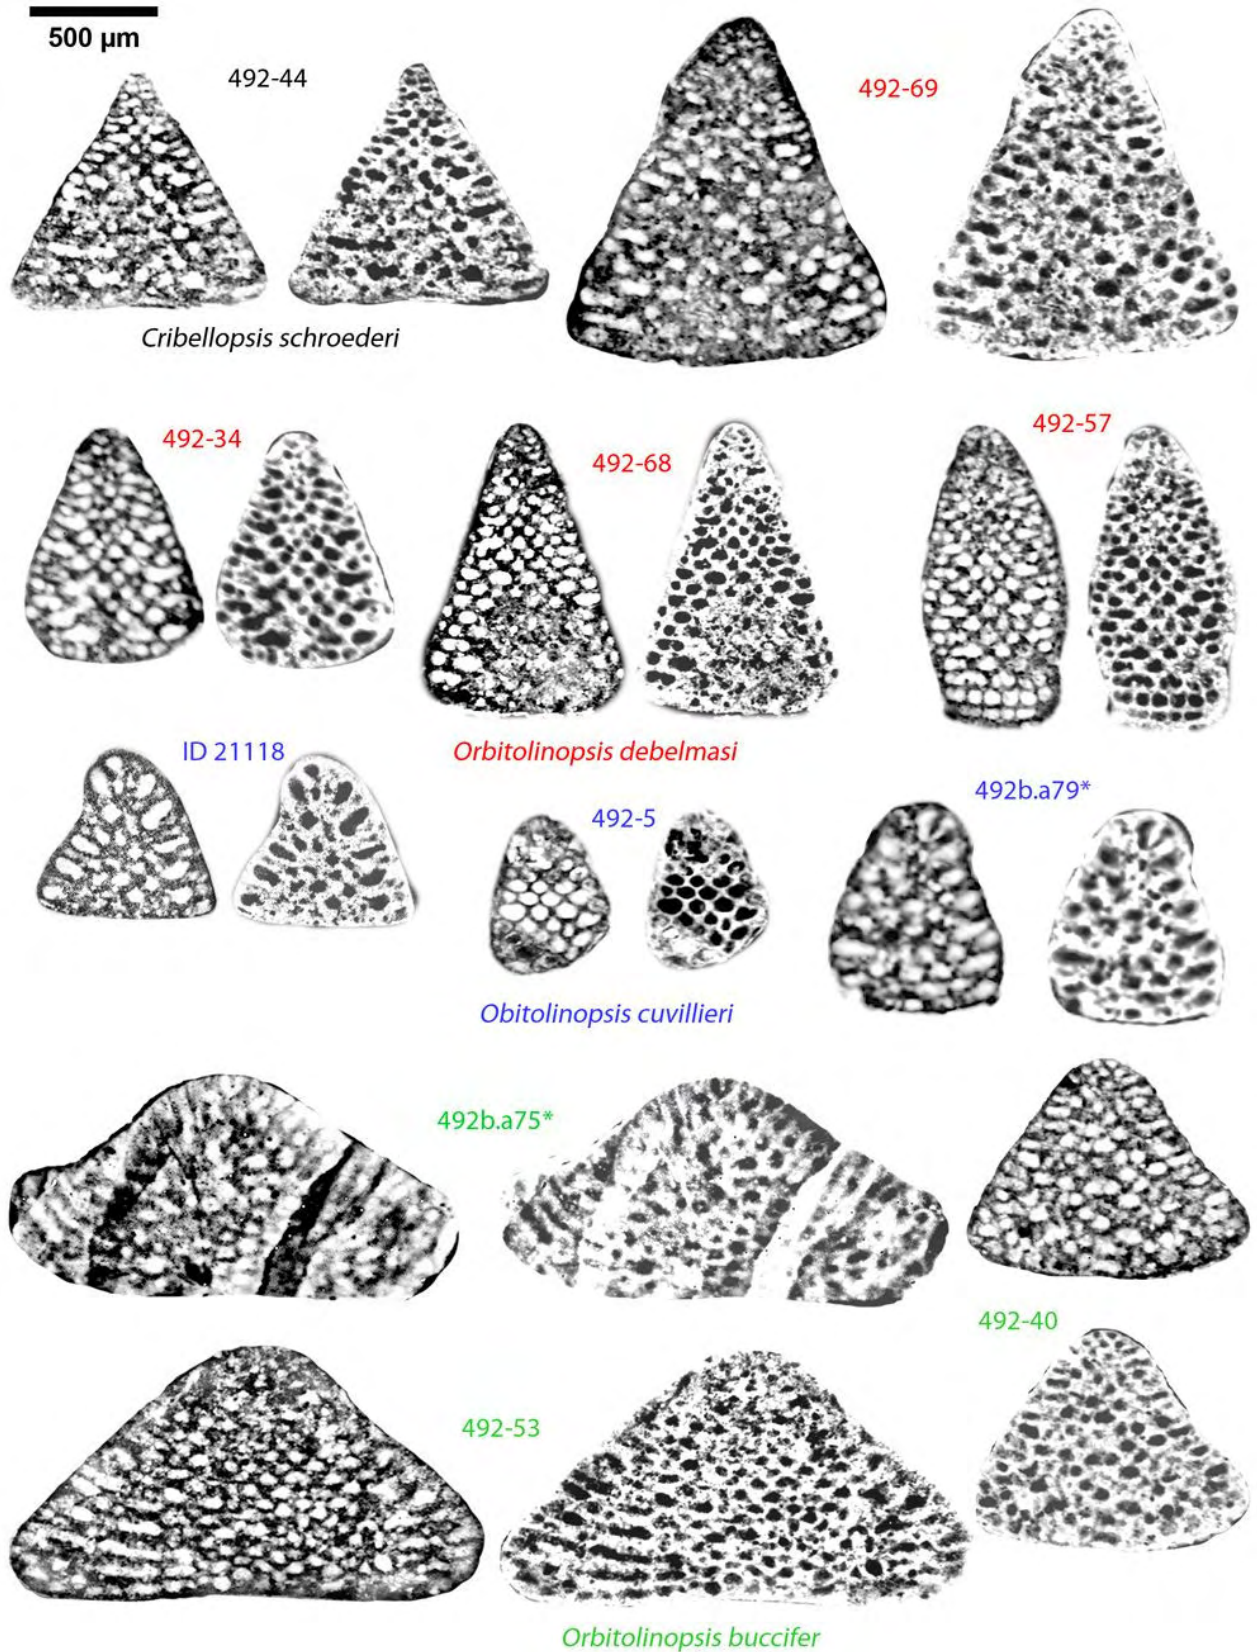 500 µm
492-44
492-69
Cribellopsis schroederi
492-34
492-68
492-57
ID 21118
Orbitolinopsis debelmasi
492-5
492b.a79*
Obitolinopsis cuvillieri
492b.a75*
492-40
492-53
Orbitolinopsis buccifer